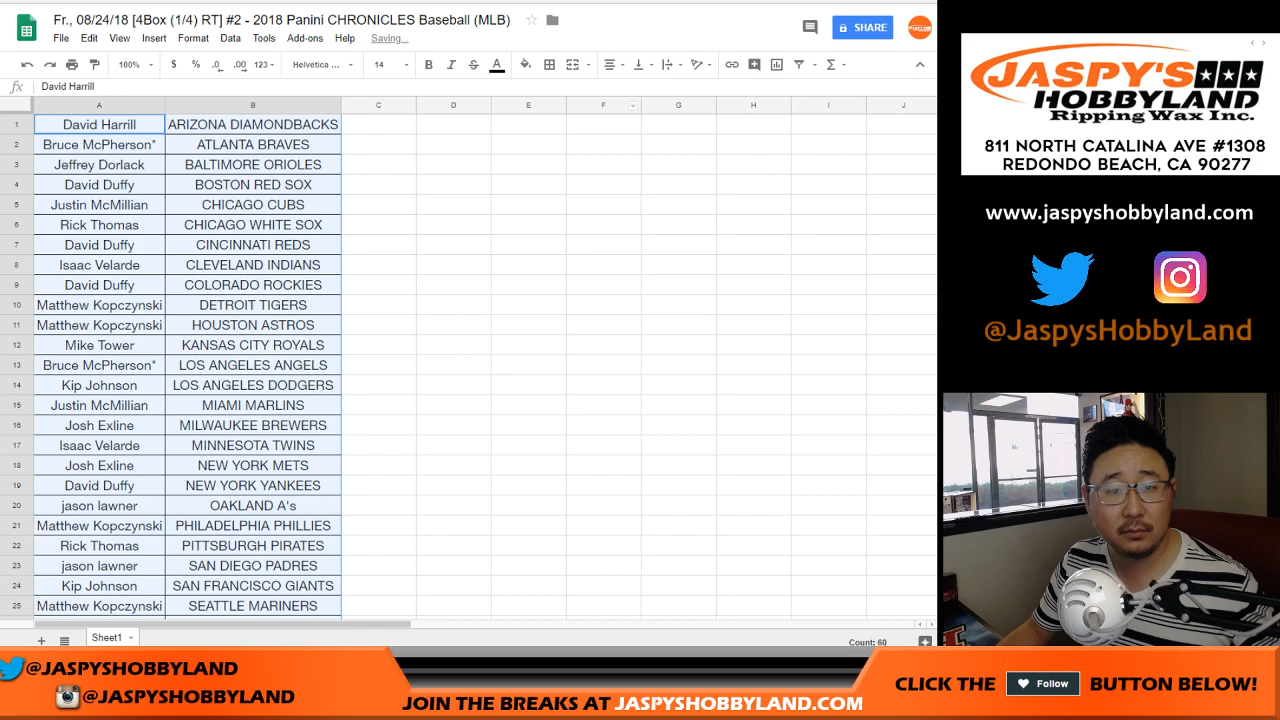 Fr., 08/24/18 [4Box (1/4) RT] #2 - 2018 Panini CHRONICLES Baseball (MLB)
File Edit View Insert Format Data Tools Add-ons Help Saving...
SHARE
100% $ % .0 .00 123 Helvetica ... 14 B I S A
fx David Harrill
A B C D E F G H I J
1 David Harrill ARIZONA DIAMONDBACKS
2 Bruce McPherson* ATLANTA BRAVES
3 Jeffrey Dorlack BALTIMORE ORIOLES
4 David Duffy BOSTON RED SOX
5 Justin McMillian CHICAGO CUBS
6 Rick Thomas CHICAGO WHITE SOX
7 David Duffy CINCINNATI REDS
8 Isaac Velarde CLEVELAND INDIANS
9 David Duffy COLORADO ROCKIES
10 Matthew Kopczynski DETROIT TIGERS
11 Matthew Kopczynski HOUSTON ASTROS
12 Mike Tower KANSAS CITY ROYALS
13 Bruce McPherson* LOS ANGELES ANGELS
14 Kip Johnson LOS ANGELES DODGERS
15 Justin McMillian MIAMI MARLINS
16 Josh Exline MILWAUKEE BREWERS
17 Isaac Velarde MINNESOTA TWINS
18 Josh Exline NEW YORK METS
19 David Duffy NEW YORK YANKEES
20 jason lawner OAKLAND A's
21 Matthew Kopczynski PHILADELPHIA PHILLIES
22 Rick Thomas PITTSBURGH PIRATES
23 jason lawner SAN DIEGO PADRES
24 Kip Johnson SAN FRANCISCO GIANTS
25 Matthew Kopczynski SEATTLE MARINERS
Sheet1
Count: 60
JASPY'S
HOBBYLAND
Ripping Wax Inc.
811 NORTH CATALINA AVE #1308
REDONDO BEACH, CA 90277
www.jaspyshobbyland.com
@JaspysHobbyLand
@JASPYSHOBBYLAND
@JASPYSHOBBYLAND
JOIN THE BREAKS AT JASPYSHOBBYLAND.COM
CLICK THE Follow BUTTON BELOW!